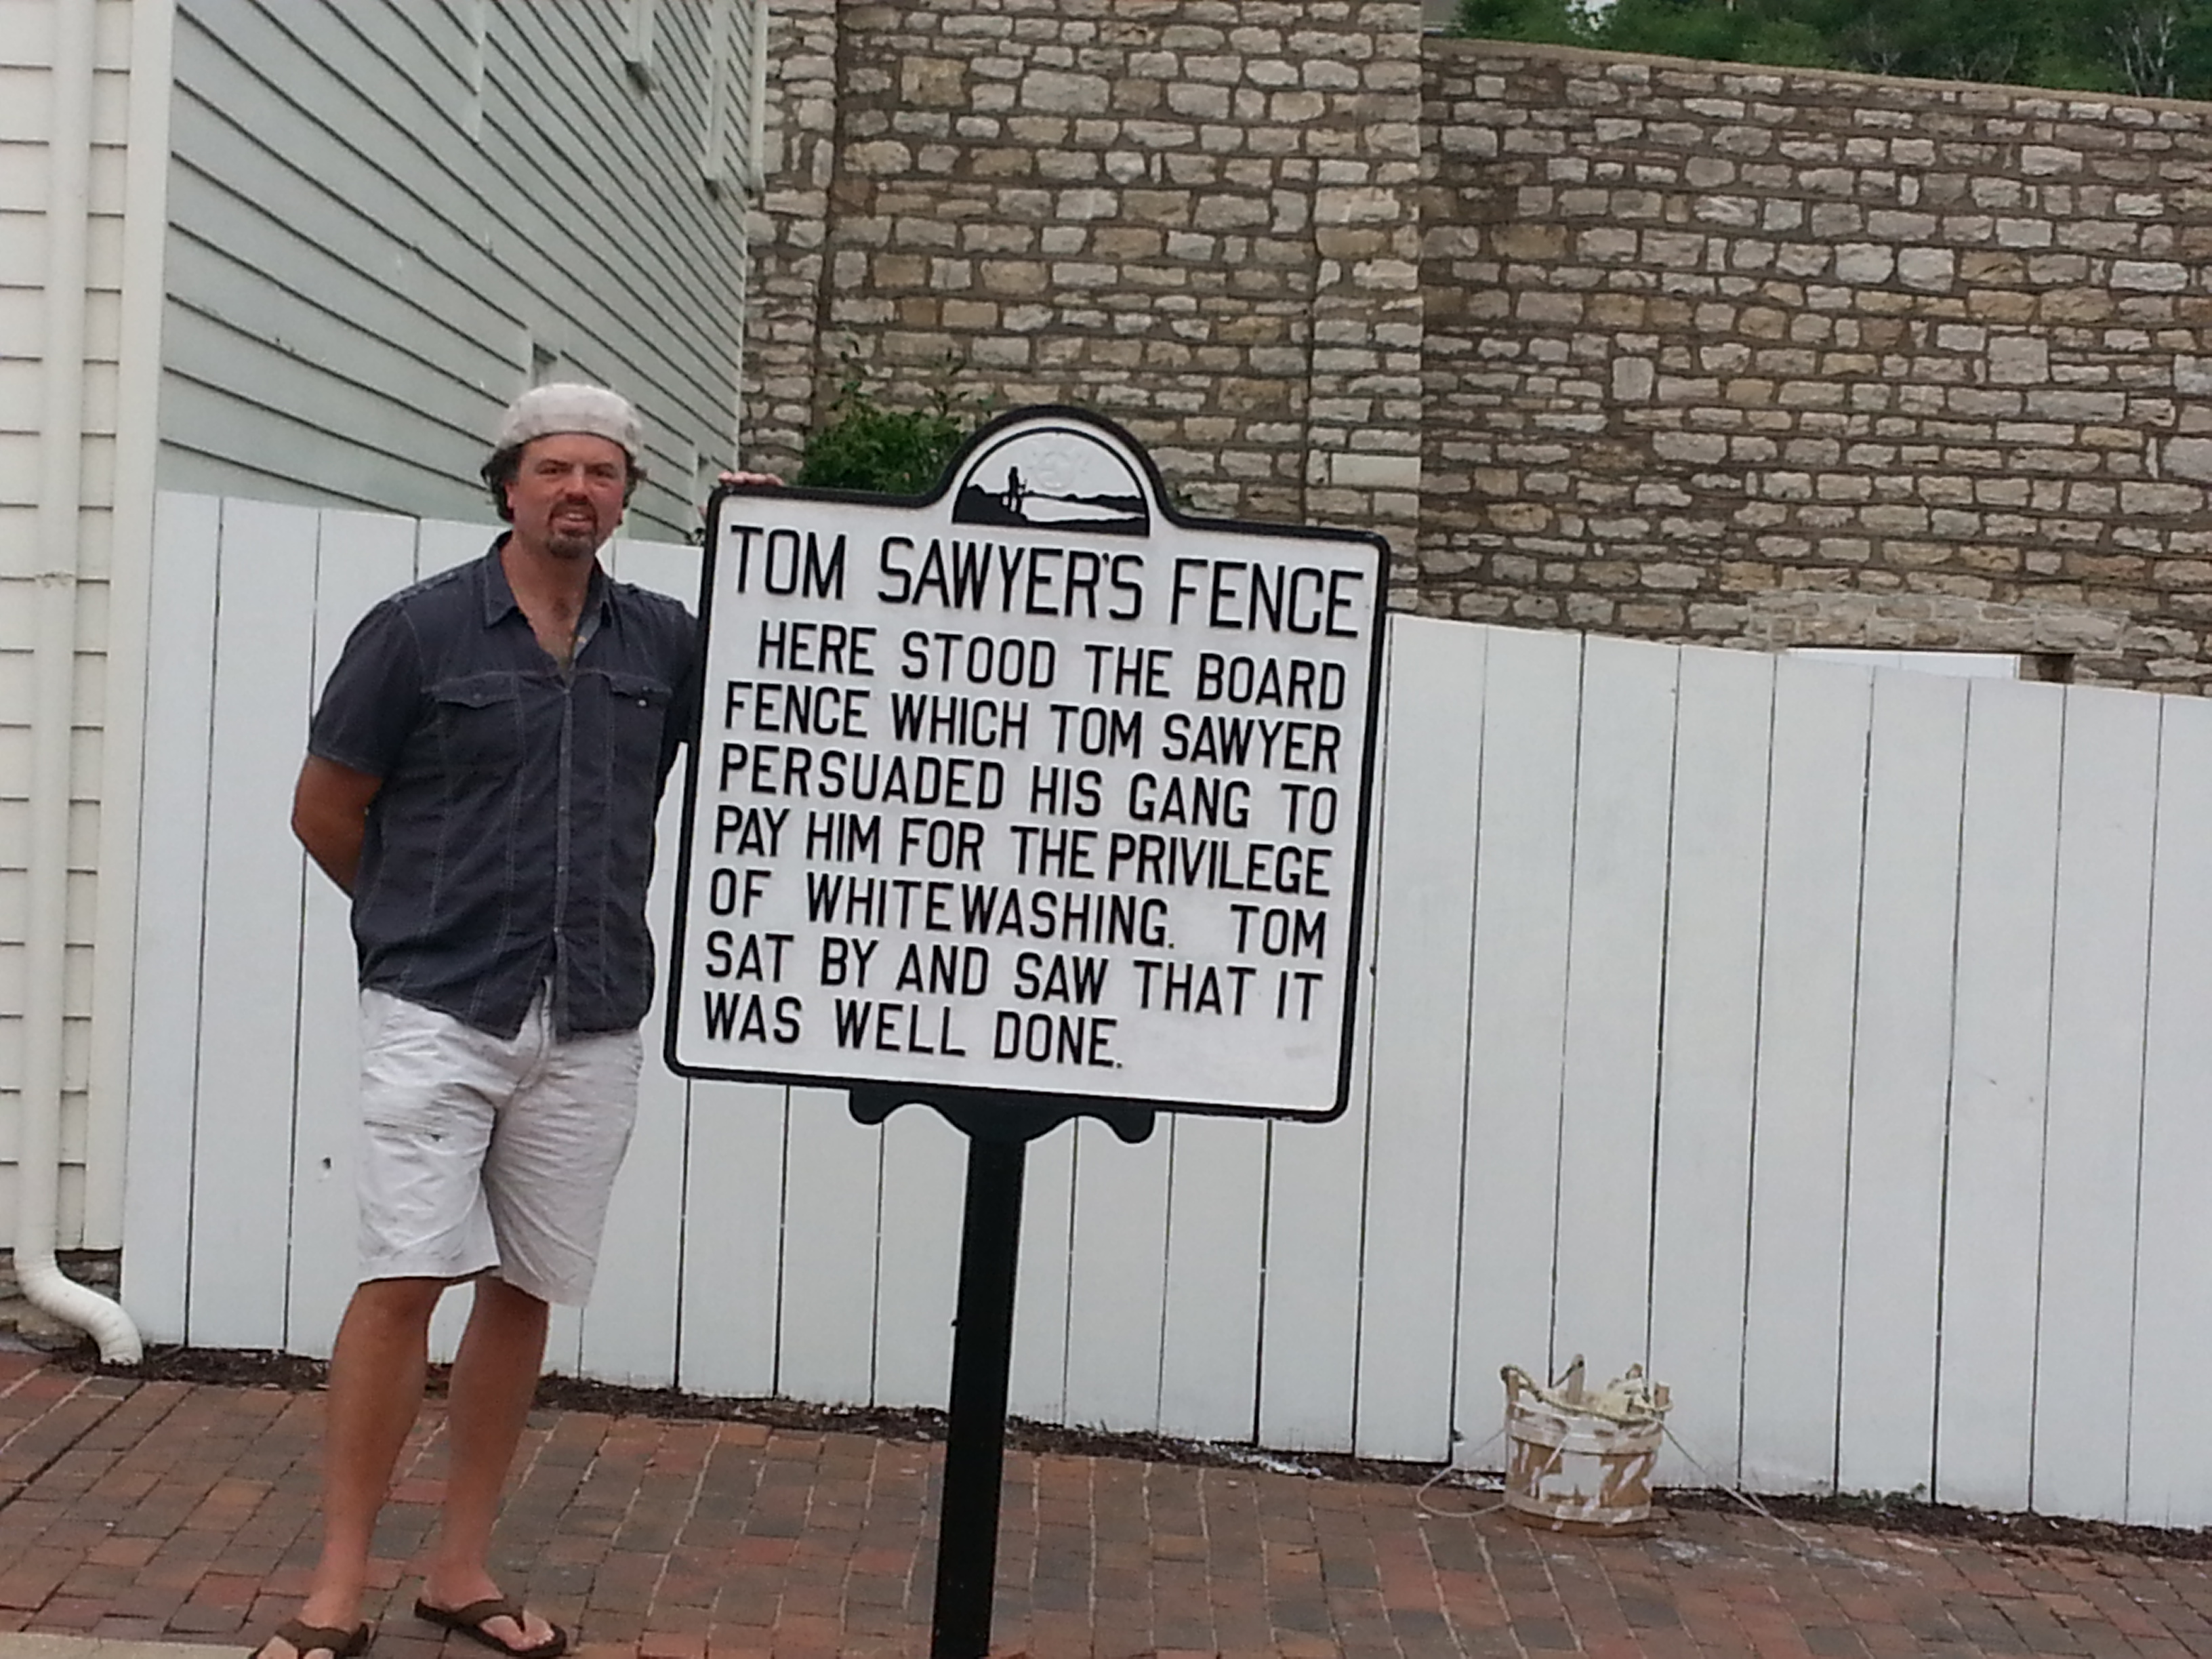 TOM SAWYER'S FENCE
HERE STOOD THE BOARD
FENCE WHICH TOM SAWYER
PERSUADED HIS GANG TO
PAY HIM FOR THE PRIVILEGE
OF WHITEWASHING. TOM
SAT BY AND SAW THAT IT
WAS WELL DONE.